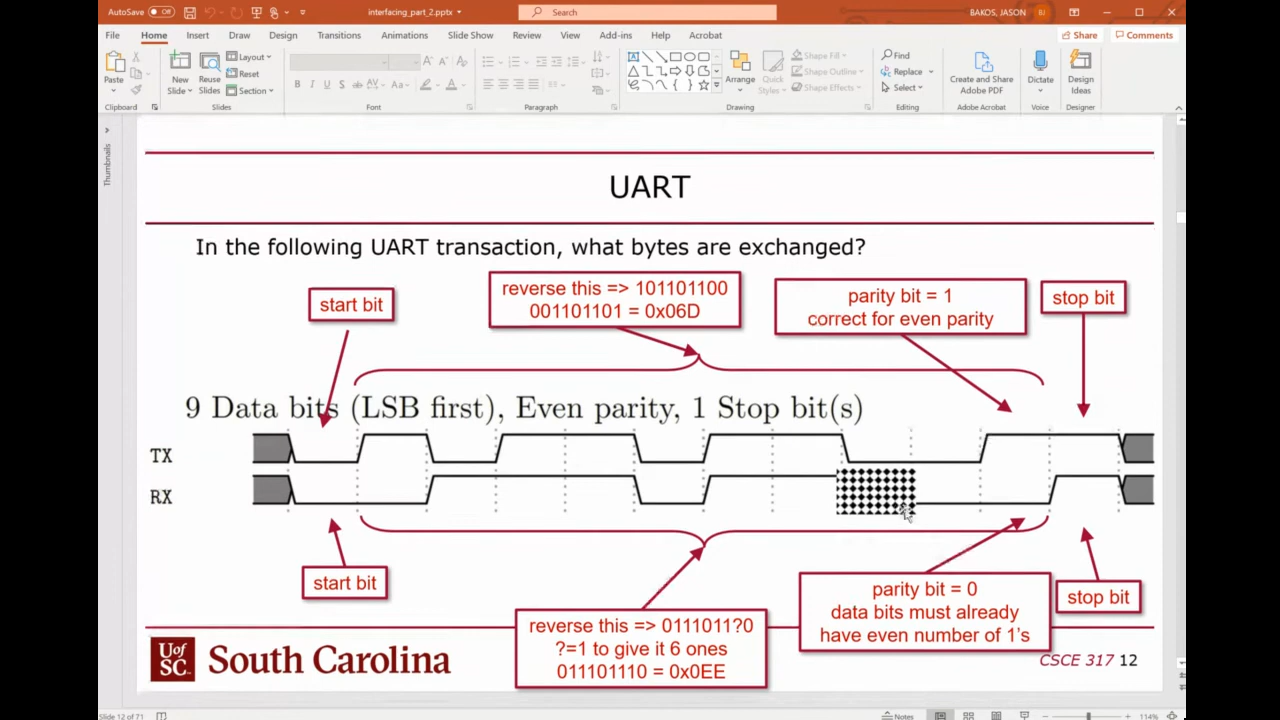 AutoSave Off
interfacing_part_2.pptx
Search
BAKOS, JASON
BJ
File Home Insert Draw Design Transitions Animations Slide Show Review View Add-ins Help Acrobat
Share Comments
Paste
New Slide
Reuse Slides
Layout
Reset
Section
Shape Fill
Shape Outline
Shape Effects
Arrange
Quick Styles
Find
Replace
Select
Create and Share Adobe PDF
Dictate
Design Ideas
Clipboard Slides Font Paragraph Drawing Editing Adobe Acrobat Voice Designer
Thumbnails
UART
In the following UART transaction, what bytes are exchanged?
start bit
reverse this => 101101100
001101101 = 0x06D
parity bit = 1
correct for even parity
stop bit
9 Data bits (LSB first), Even parity, 1 Stop bit(s)
TX
RX
start bit
reverse this => 0111011?0
?=1 to give it 6 ones
011101110 = 0x0EE
parity bit = 0
data bits must already
have even number of 1's
stop bit
UofSC
South Carolina
CSCE 317 12
Slide 12 of 71
Notes
114%